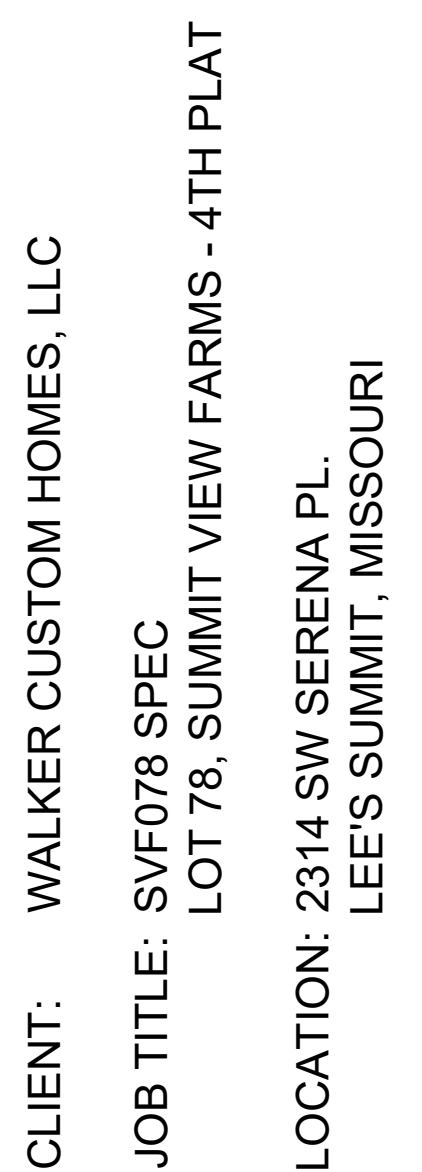 CLIENT: WALKER CUSTOM HOMES, LLC
JOB TITLE: SVF078 SPEC
LOT 78, SUMMIT VIEW FARMS - 4TH PLAT
LOCATION: 2314 SW SERENA PL.
LEE'S SUMMIT, MISSOURI